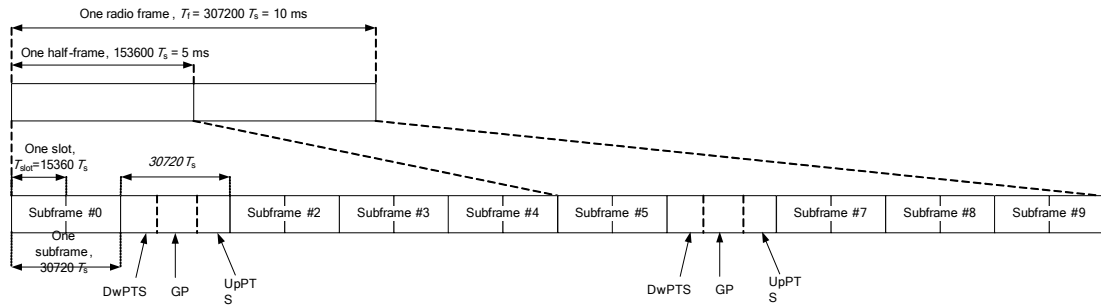 One radio frame, Tf = 307200 Ts = 10 ms
One half-frame, 153600 Ts = 5 ms
One slot,
Tslot=15360 Ts
30720 Ts
Subframe #0
Subframe #2
Subframe #3
Subframe #4
Subframe #5
Subframe #7
Subframe #8
Subframe #9
One
subframe,
30720 Ts
DwPTS
GP
UpPT
S
DwPTS
GP
UpPT
S